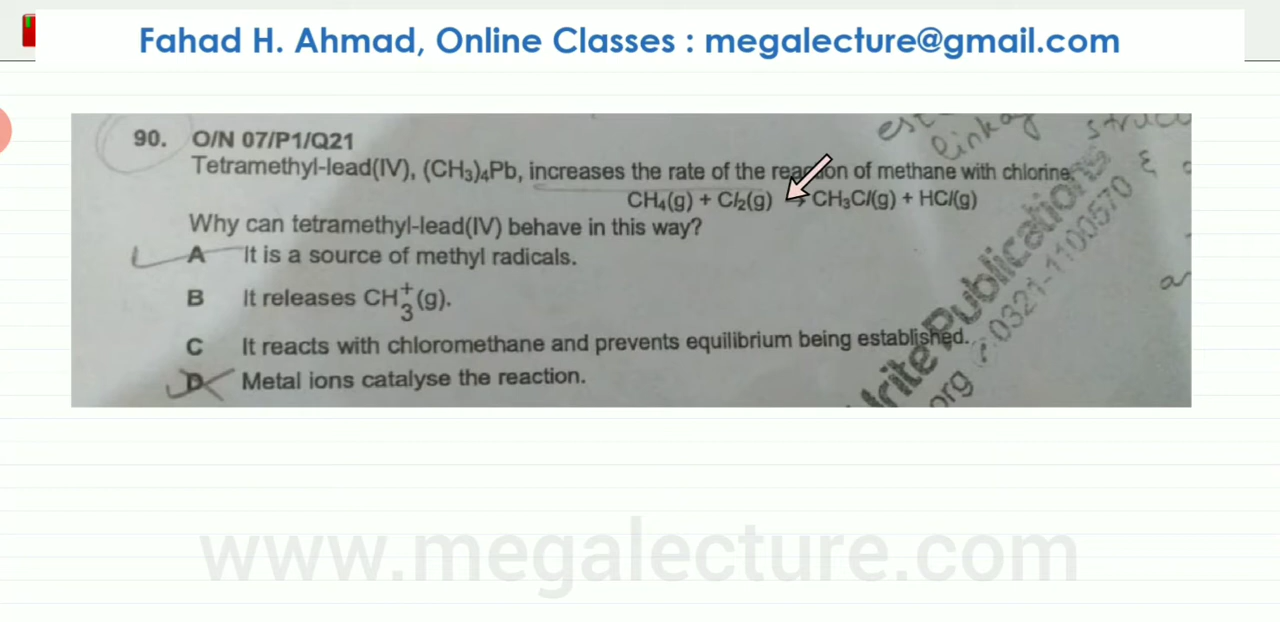 Fahad H. Ahmad, Online Classes : megalecture@gmail.com
90. O/N 07/P1/Q21
Tetramethyl-lead(IV), (CH₃)₄Pb, increases the rate of the reaction of methane with chlorine.
CH₄(g) + Cl₂(g) → CH₃Cl(g) + HCl(g)
Why can tetramethyl-lead(IV) behave in this way?
A It is a source of methyl radicals.
B It releases CH₃⁺(g).
C It reacts with chloromethane and prevents equilibrium being established.
D Metal ions catalyse the reaction.
Publications
0321-1100570
www.megalecture.com